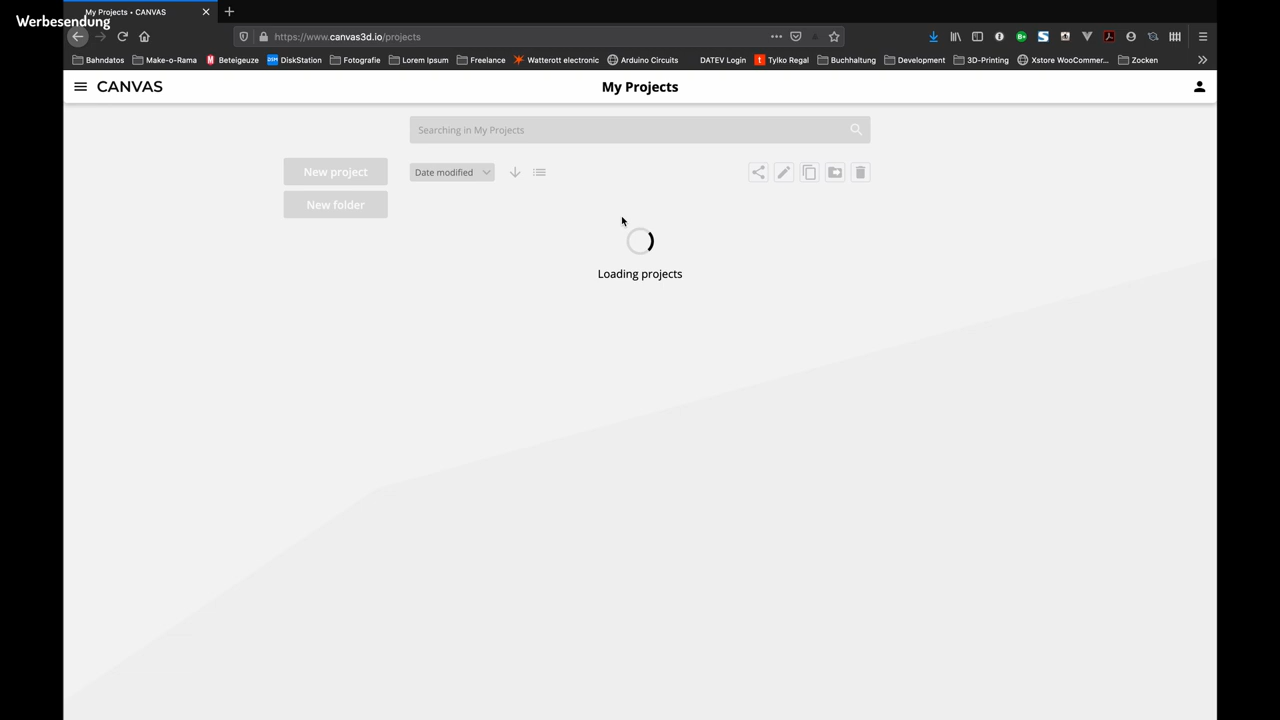 My Projects • CANVAS
Werbesendung
https://www.canvas3d.io/projects
Bahndatos Make-o-Rama Beteigeuze DiskStation Fotografie Lorem Ipsum Freelance Watterott electronic Arduino Circuits DATEV Login Tylko Regal Buchhaltung Development 3D-Printing Xstore WooCommer... Zocken
CANVAS
My Projects
Searching in My Projects
New project
Date modified
New folder
Loading projects